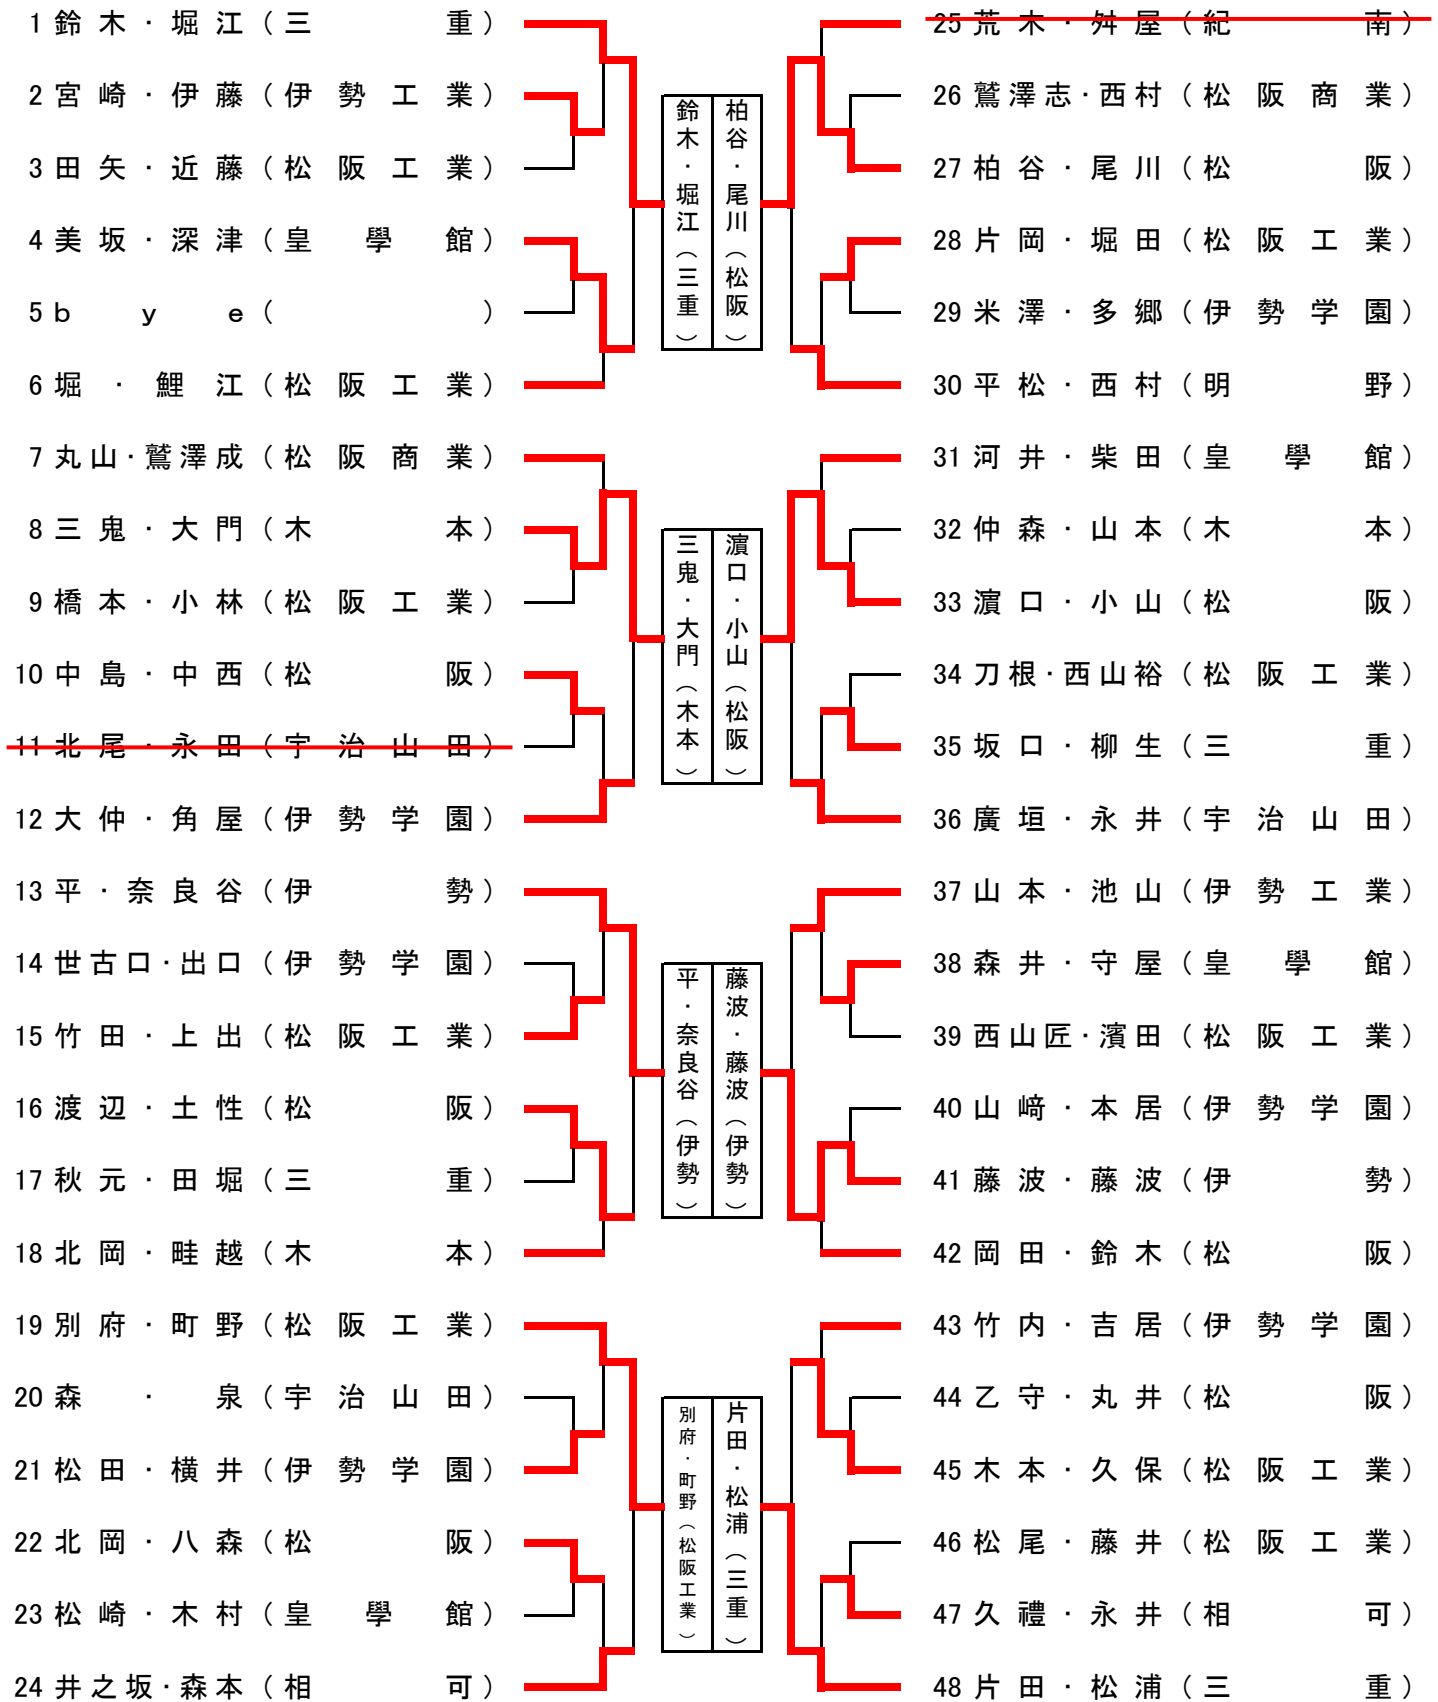 1 鈴木・堀江（三重）
2 宮崎・伊藤（伊勢工業）
3 田矢・近藤（松阪工業）
4 美坂・深津（皇學館）
5 ｂｙｅ（　）
6 堀・鯉江（松阪工業）
7 丸山・鷲澤成（松阪商業）
8 三鬼・大門（木本）
9 橋本・小林（松阪工業）
10 中島・中西（松阪）
11 北尾・永田（宇治山田）
12 大仲・角屋（伊勢学園）
13 平・奈良谷（伊勢）
14 世古口・出口（伊勢学園）
15 竹田・上出（松阪工業）
16 渡辺・土性（松阪）
17 秋元・田堀（三重）
18 北岡・畦越（木本）
19 別府・町野（松阪工業）
20 森・泉（宇治山田）
21 松田・横井（伊勢学園）
22 北岡・八森（松阪）
23 松崎・木村（皇學館）
24 井之坂・森本（相可）
鈴木・堀江（三重）
柏谷・尾川（松阪）
三鬼・大門（木本）
濵口・小山（松阪）
平・奈良谷（伊勢）
藤波・藤波（伊勢）
別府・町野（松阪工業）
片田・松浦（三重）
25 荒木・舛屋（紀南）
26 鷲澤志・西村（松阪商業）
27 柏谷・尾川（松阪）
28 片岡・堀田（松阪工業）
29 米澤・多郷（伊勢学園）
30 平松・西村（明野）
31 河井・柴田（皇學館）
32 仲森・山本（木本）
33 濵口・小山（松阪）
34 刀根・西山裕（松阪工業）
35 坂口・柳生（三重）
36 廣垣・永井（宇治山田）
37 山本・池山（伊勢工業）
38 森井・守屋（皇學館）
39 西山匠・濱田（松阪工業）
40 山﨑・本居（伊勢学園）
41 藤波・藤波（伊勢）
42 岡田・鈴木（松阪）
43 竹内・吉居（伊勢学園）
44 乙守・丸井（松阪）
45 木本・久保（松阪工業）
46 松尾・藤井（松阪工業）
47 久禮・永井（相可）
48 片田・松浦（三重）